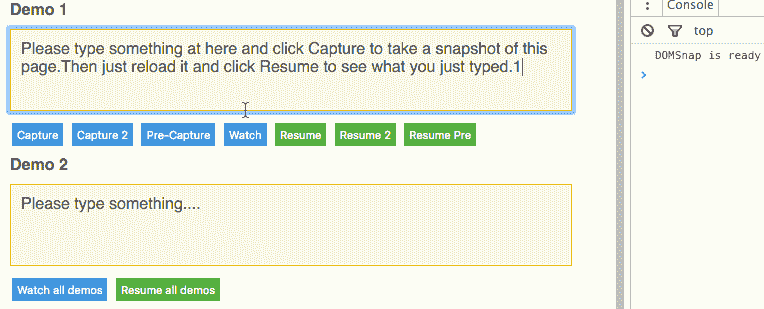 Demo 1
Console
top
DOMSnap is ready
Please type something at here and click Capture to take a snapshot of this
page.Then just reload it and click Resume to see what you just typed.1
Capture Capture 2 Pre-Capture Watch Resume Resume 2 Resume Pre
Demo 2
Please type something....
Watch all demos Resume all demos